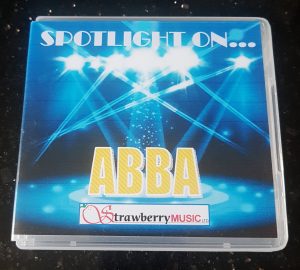 SPOTLIGHT ON...
ABBA
StrawberryMUSIC LTD